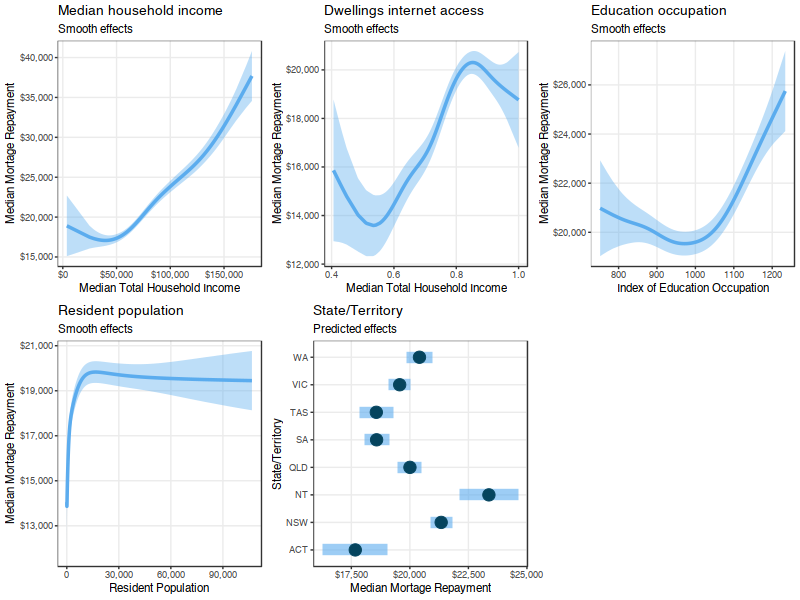 Median household income
Smooth effects
Median Mortage Repayment
$40,000
$35,000
$30,000
$25,000
$20,000
$15,000
$0 $50,000 $100,000 $150,000
Median Total Household Income
Dwellings internet access
Smooth effects
Median Mortage Repayment
$20,000
$18,000
$16,000
$14,000
$12,000
0.4 0.6 0.8 1.0
Median Total Household Income
Education occupation
Smooth effects
Median Mortage Repayment
$26,000
$24,000
$22,000
$20,000
800 900 1000 1100 1200
Index of Education Occupation
Resident population
Smooth effects
Median Mortage Repayment
$21,000
$19,000
$17,000
$15,000
$13,000
0 30,000 60,000 90,000
Resident Population
State/Territory
Predicted effects
State/Territory
WA
VIC
TAS
SA
QLD
NT
NSW
ACT
$17,500 $20,000 $22,500 $25,000
Median Mortage Repayment